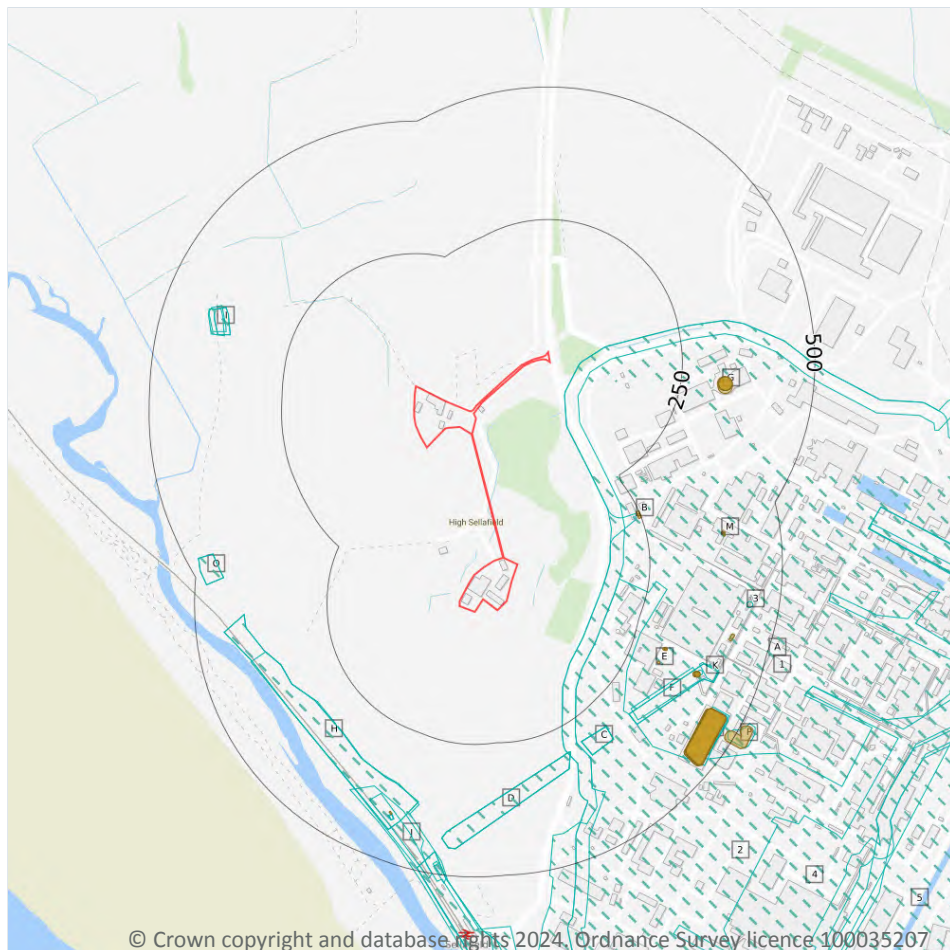 500
I
G
250
B
High Sellafield
M
O
3
A
E
K
1
F
H
C
P
D
J
2
4
5
© Crown copyright and database rights 2024. Ordnance Survey licence 100035207